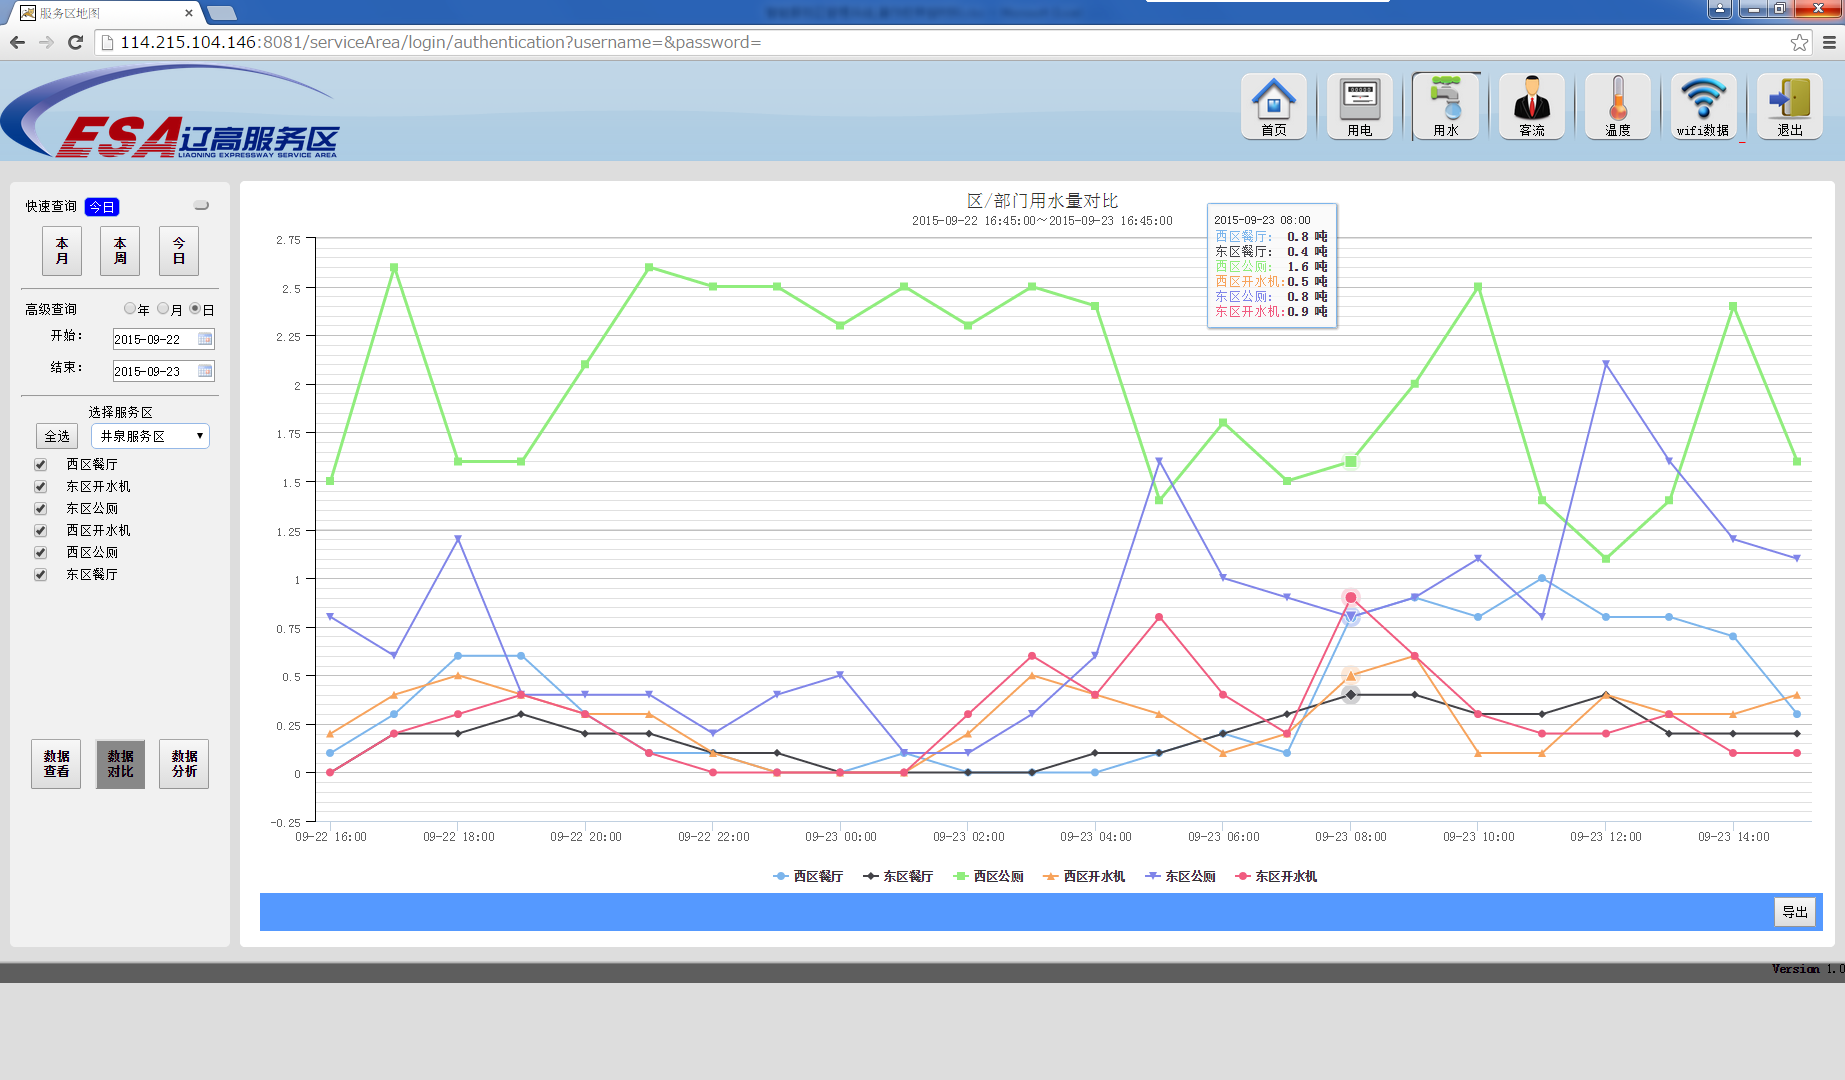 服务区地图
114.215.104.146:8081/serviceArea/login/authentication?username=&password=
ESA辽高服务区
LIAONING EXPRESSWAY SERVICE AREA
首页 用电 用水 客流 温度 wifi数据 退出
快速查询 今日
本月 本周 今日
高级查询 年 月 日
开始: 2015-09-22
结束: 2015-09-23
选择服务区
全选 井泉服务区
西区餐厅
东区开水机
东区公厕
西区开水机
西区公厕
东区餐厅
数据查看 数据对比 数据分析
区/部门用水量对比
2015-09-22 16:45:00～2015-09-23 16:45:00
2015-09-23 08:00
西区餐厅: 0.8 吨
东区餐厅: 0.4 吨
西区公厕: 1.6 吨
西区开水机:0.5 吨
东区公厕: 0.8 吨
东区开水机:0.9 吨
2.75
2.5
2.25
2
1.75
1.5
1.25
1
0.75
0.5
0.25
0
-0.25
09-22 16:00 09-22 18:00 09-22 20:00 09-22 22:00 09-23 00:00 09-23 02:00 09-23 04:00 09-23 06:00 09-23 08:00 09-23 10:00 09-23 12:00 09-23 14:00
西区餐厅 东区餐厅 西区公厕 西区开水机 东区公厕 东区开水机
导出
Version 1.0